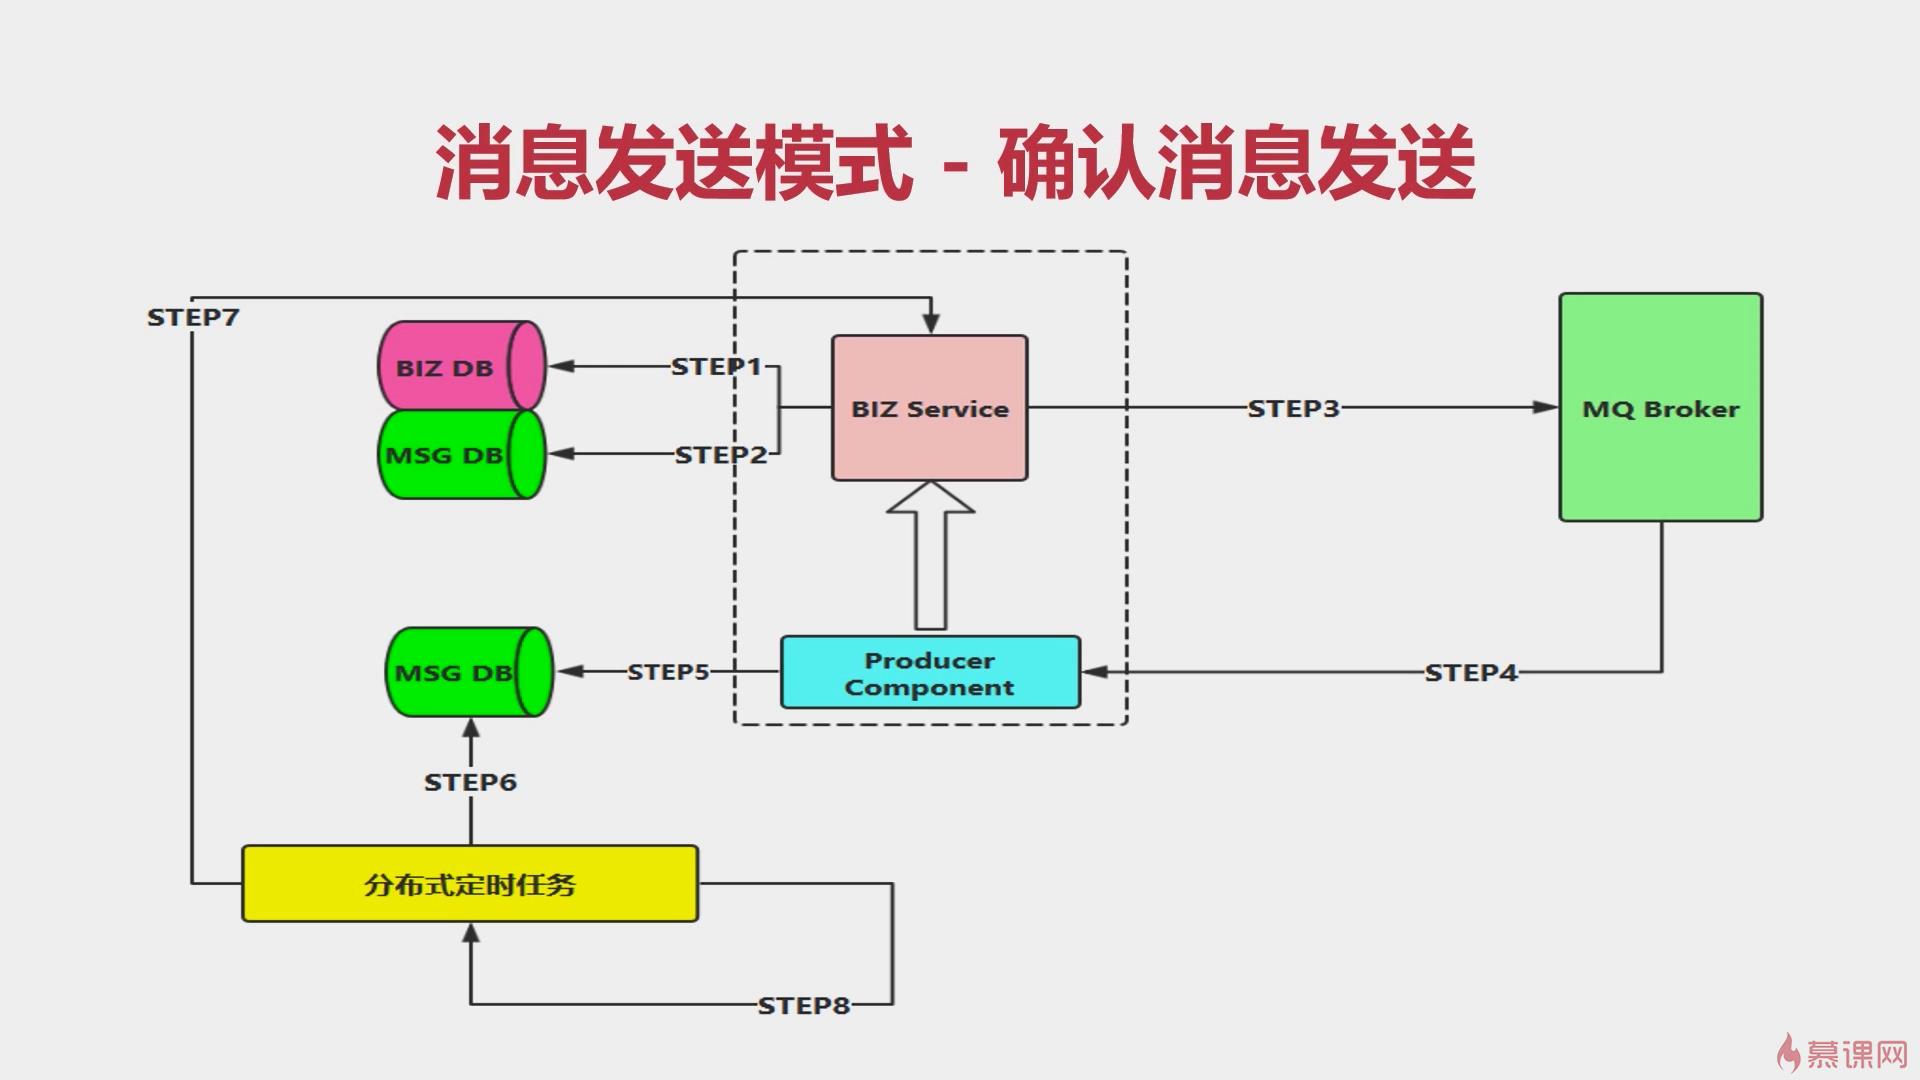 消息发送模式 - 确认消息发送
STEP7
BIZ DB
STEP1
MSG DB
STEP2
BIZ Service
STEP3
MQ Broker
MSG DB
STEP5
Producer
Component
STEP4
STEP6
分布式定时任务
STEP8
慕课网